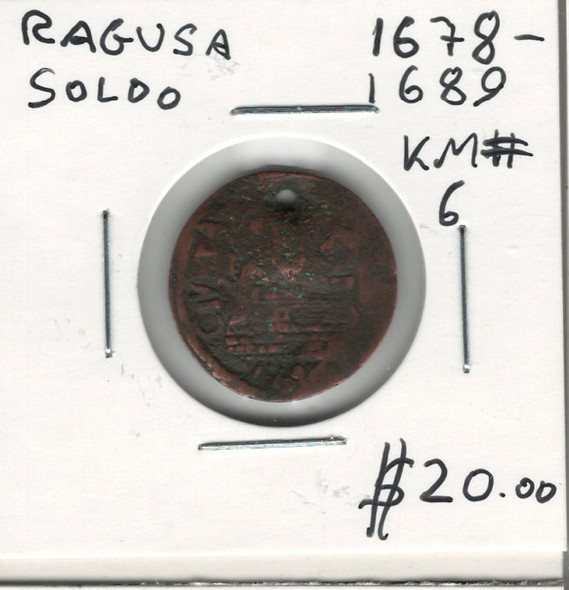 RAGUSA
SOLDO
1678-
1689
KM#
6
$20.00